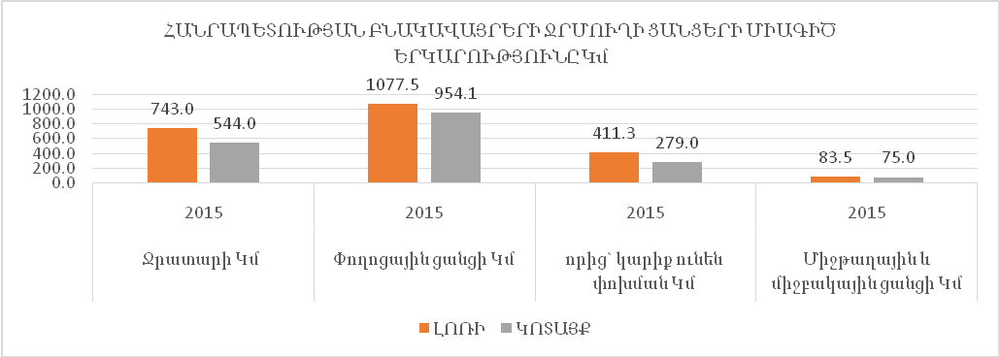 ՀԱՆՐԱՊԵՏՈՒԹՅԱՆ ԲՆԱԿԱՎԱՅՐԵՐԻ ՋՐՄՈՒՂԻ ՑԱՆՑԵՐԻ ՄԻԱԳԻԾ
ԵՐԿԱՐՈՒԹՅՈՒՆԸ Կմ
1200.0
1000.0
800.0
600.0
400.0
200.0
0.0
743.0
544.0
1077.5
954.1
411.3
279.0
83.5
75.0
2015
2015
2015
2015
Ջրատարի Կմ
Փողոցային ցանցի Կմ
որից՝ կարիք ունեն
փոխման Կմ
Միջթաղային և
միջբակային ցանցի Կմ
ԼՈՌԻ
ԿՈՏԱՅՔ